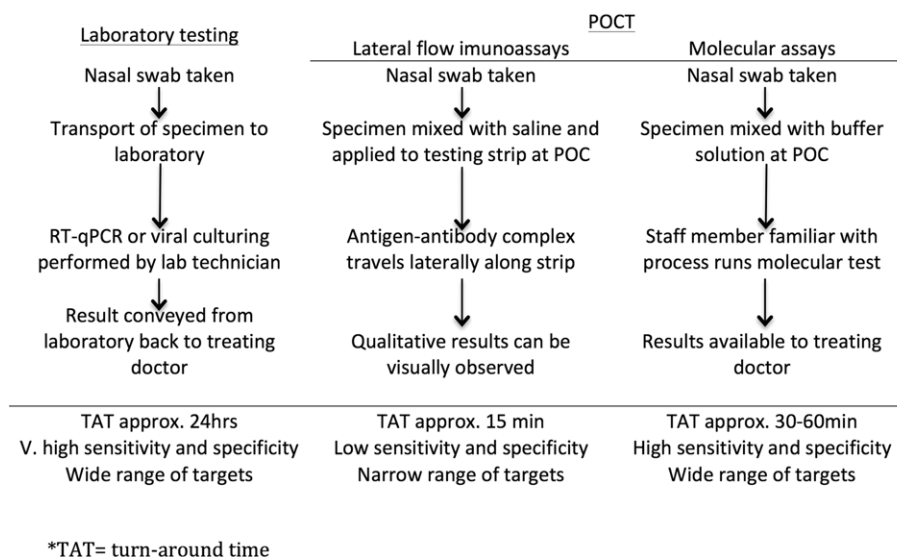 Laboratory testing
Nasal swab taken
Transport of specimen to
laboratory
RT-qPCR or viral culturing
performed by lab technician
Result conveyed from
laboratory back to treating
doctor
TAT approx. 24hrs
V. high sensitivity and specificity
Wide range of targets
POCT
Lateral flow imunoassays
Nasal swab taken
Specimen mixed with saline and
applied to testing strip at POC
Antigen-antibody complex
travels laterally along strip
Qualitative results can be
visually observed
TAT approx. 15 min
Low sensitivity and specificity
Narrow range of targets
Molecular assays
Nasal swab taken
Specimen mixed with buffer
solution at POC
Staff member familiar with
process runs molecular test
Results available to treating
doctor
TAT approx. 30-60min
High sensitivity and specificity
Wide range of targets
*TAT= turn-around time